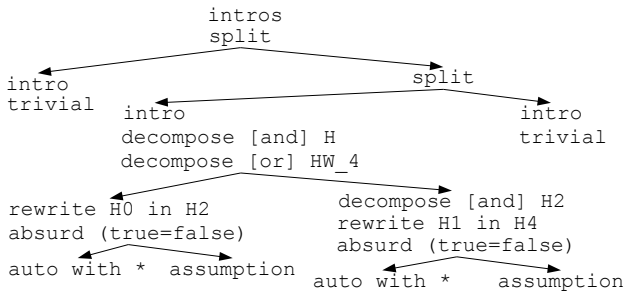 intros
split
intro
trivial
split
intro
decompose [and] H
decompose [or] HW_4
intro
trivial
rewrite H0 in H2
absurd (true=false)
decompose [and] H2
rewrite H1 in H4
absurd (true=false)
auto with * assumption
auto with * assumption